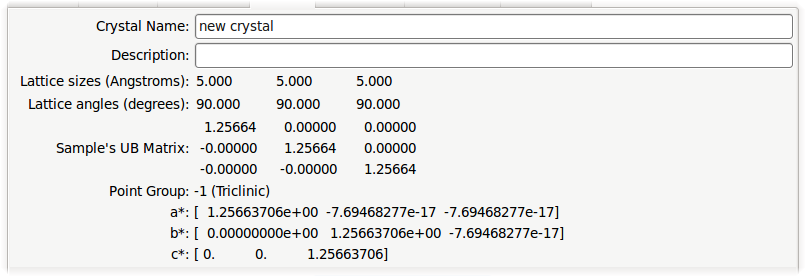 Crystal Name: new crystal
Description:
Lattice sizes (Angstroms): 5.000 5.000 5.000
Lattice angles (degrees): 90.000 90.000 90.000
1.25664 0.00000 0.00000
Sample's UB Matrix: -0.00000 1.25664 0.00000
-0.00000 -0.00000 1.25664
Point Group: -1 (Triclinic)
a*: [ 1.25663706e+00 -7.69468277e-17 -7.69468277e-17]
b*: [ 0.00000000e+00 1.25663706e+00 -7.69468277e-17]
c*: [ 0. 0. 1.25663706]